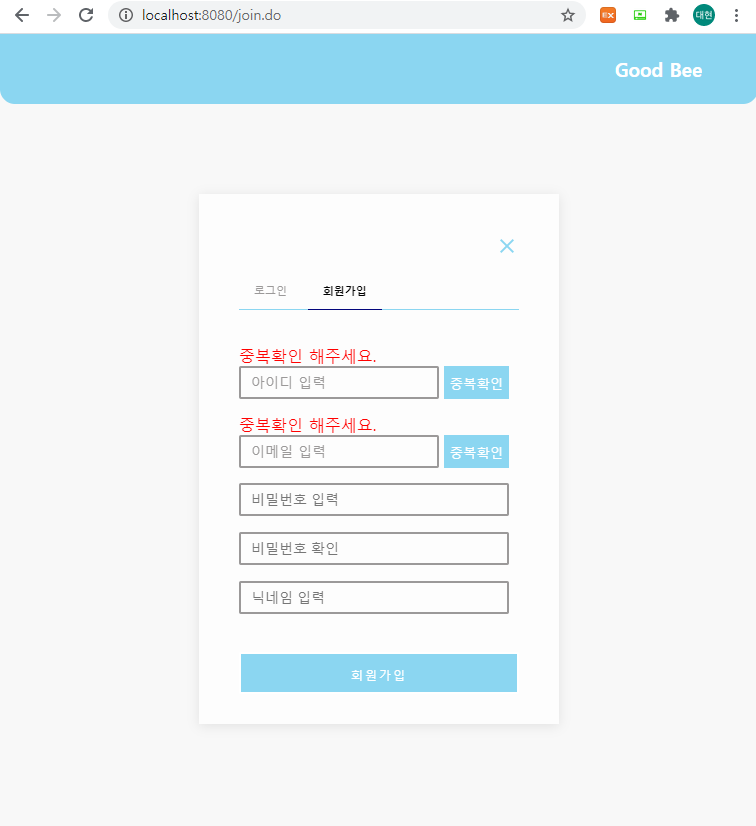 localhost:8080/join.do
대현
Good Bee
로그인 회원가입
중복확인 해주세요.
아이디 입력 중복확인
중복확인 해주세요.
이메일 입력 중복확인
비밀번호 입력
비밀번호 확인
닉네임 입력
회원가입